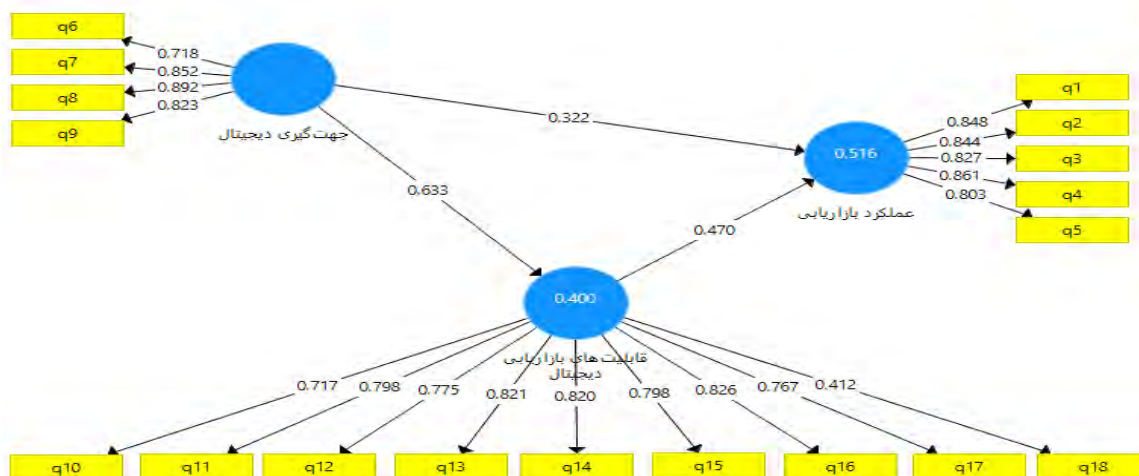 q6
0.718
q7
0.852
q8
0.892
q9
0.823
جهت‌گیری دیجیتال
0.322
0.633
q1
0.848
q2
0.844
0.516
0.827
q3
0.861
q4
0.803
q5
عملکرد بازاریابی
0.470
0.400
قابلیت‌های بازاریابی
دیجیتال
0.717
0.798
0.775
0.821
0.820
0.798
0.826
0.767
0.412
q10
q11
q12
q13
q14
q15
q16
q17
q18